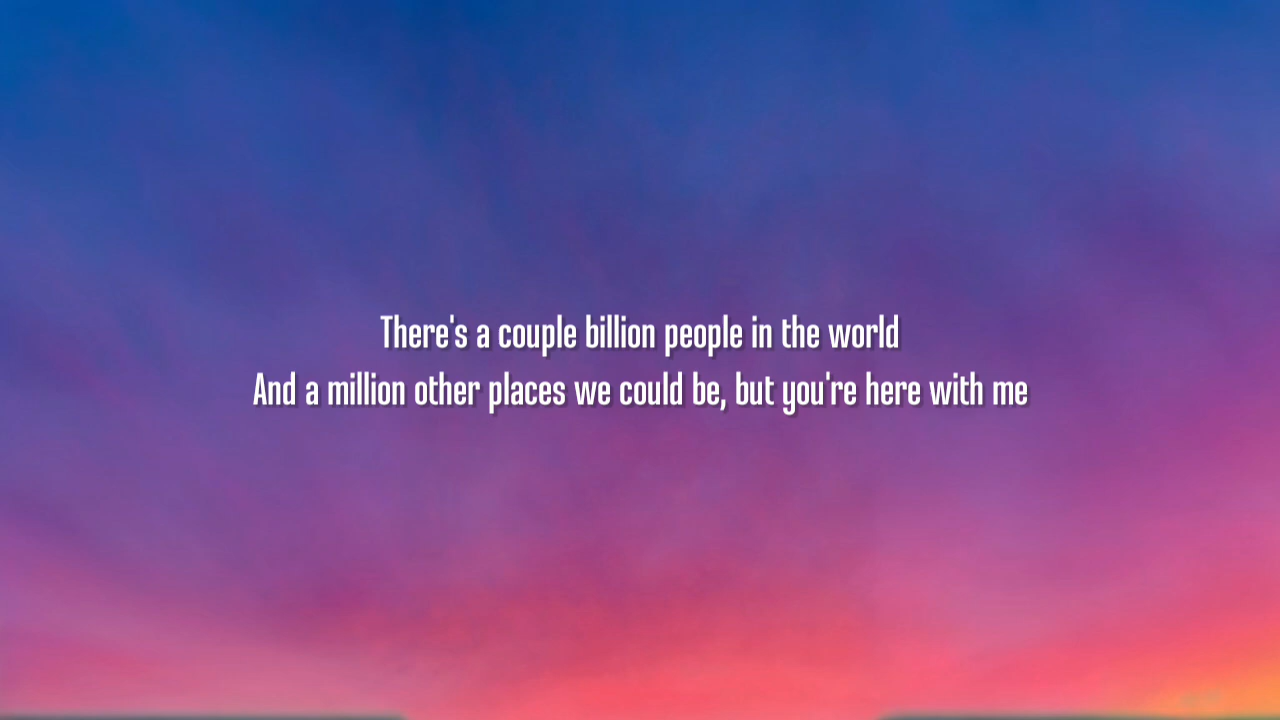 There's a couple billion people in the world
And a million other places we could be, but you're here with me